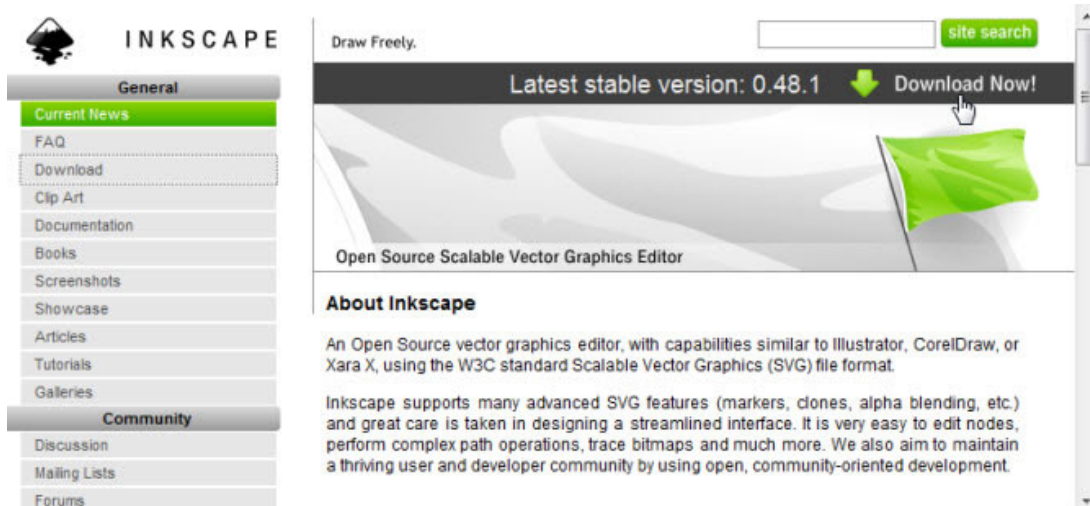 INKSCAPE
General
Current News
FAQ
Download
Clip Art
Documentation
Books
Screenshots
Showcase
Articles
Tutorials
Galleries
Community
Discussion
Mailing Lists
Forums
Draw Freely.
site search
Latest stable version: 0.48.1
Download Now!
Open Source Scalable Vector Graphics Editor
About Inkscape
An Open Source vector graphics editor, with capabilities similar to Illustrator, CorelDraw, or
Xara X, using the W3C standard Scalable Vector Graphics (SVG) file format.
Inkscape supports many advanced SVG features (markers, clones, alpha blending, etc.)
and great care is taken in designing a streamlined interface. It is very easy to edit nodes,
perform complex path operations, trace bitmaps and much more. We also aim to maintain
a thriving user and developer community by using open, community-oriented development.